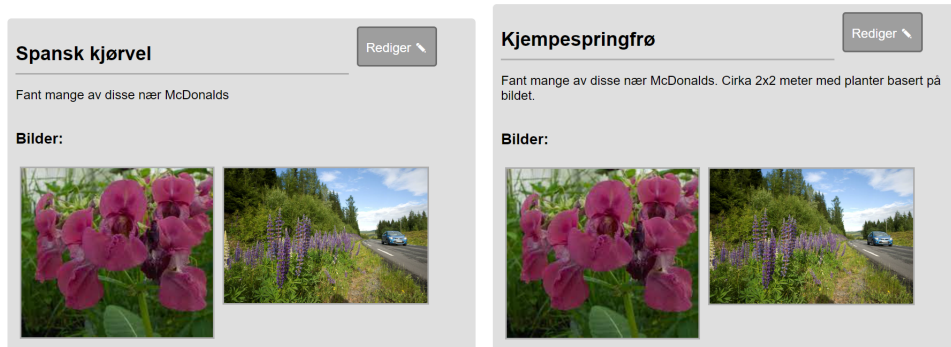 Spansk kjørvel
Rediger
Fant mange av disse nær McDonalds
Bilder:
Kjempespringfrø
Rediger
Fant mange av disse nær McDonalds. Cirka 2x2 meter med planter basert på
bildet.
Bilder: